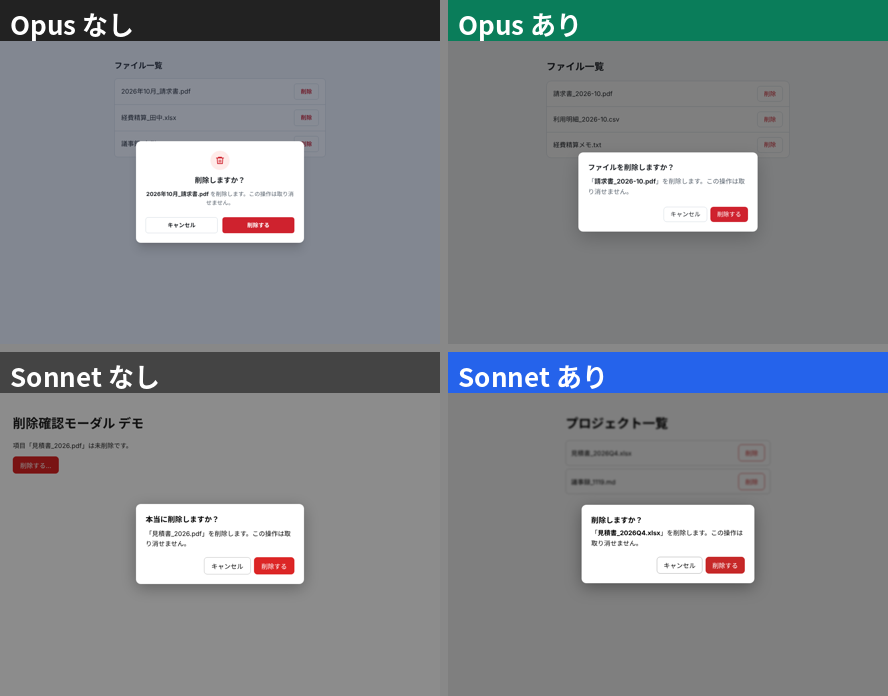 Opus なし
ファイル一覧
2026年10月_請求書.pdf
削除
経費精算_田中.xlsx
削除
削除しますか？
2026年10月_請求書.pdf を削除します。この操作は取り消
せません。
キャンセル
削除する
Opus あり
ファイル一覧
請求書_2026-10.pdf
削除
利用明細_2026-10.csv
削除
経費精算メモ.txt
削除
ファイルを削除しますか？
「請求書_2026-10.pdf」を削除します。この操作は取
り消せません。
キャンセル
削除する
Sonnet なし
削除確認モーダル デモ
項目「見積書_2026.pdf」は未削除です。
削除する...
本当に削除しますか？
「見積書_2026.pdf」を削除します。この操作は取
り消せません。
キャンセル
削除する
Sonnet あり
プロジェクト一覧
見積書_2026Q4.xlsx
削除
削除
削除しますか？
「見積書_2026Q4.xlsx」を削除します。この操作は
取り消せません。
キャンセル
削除する